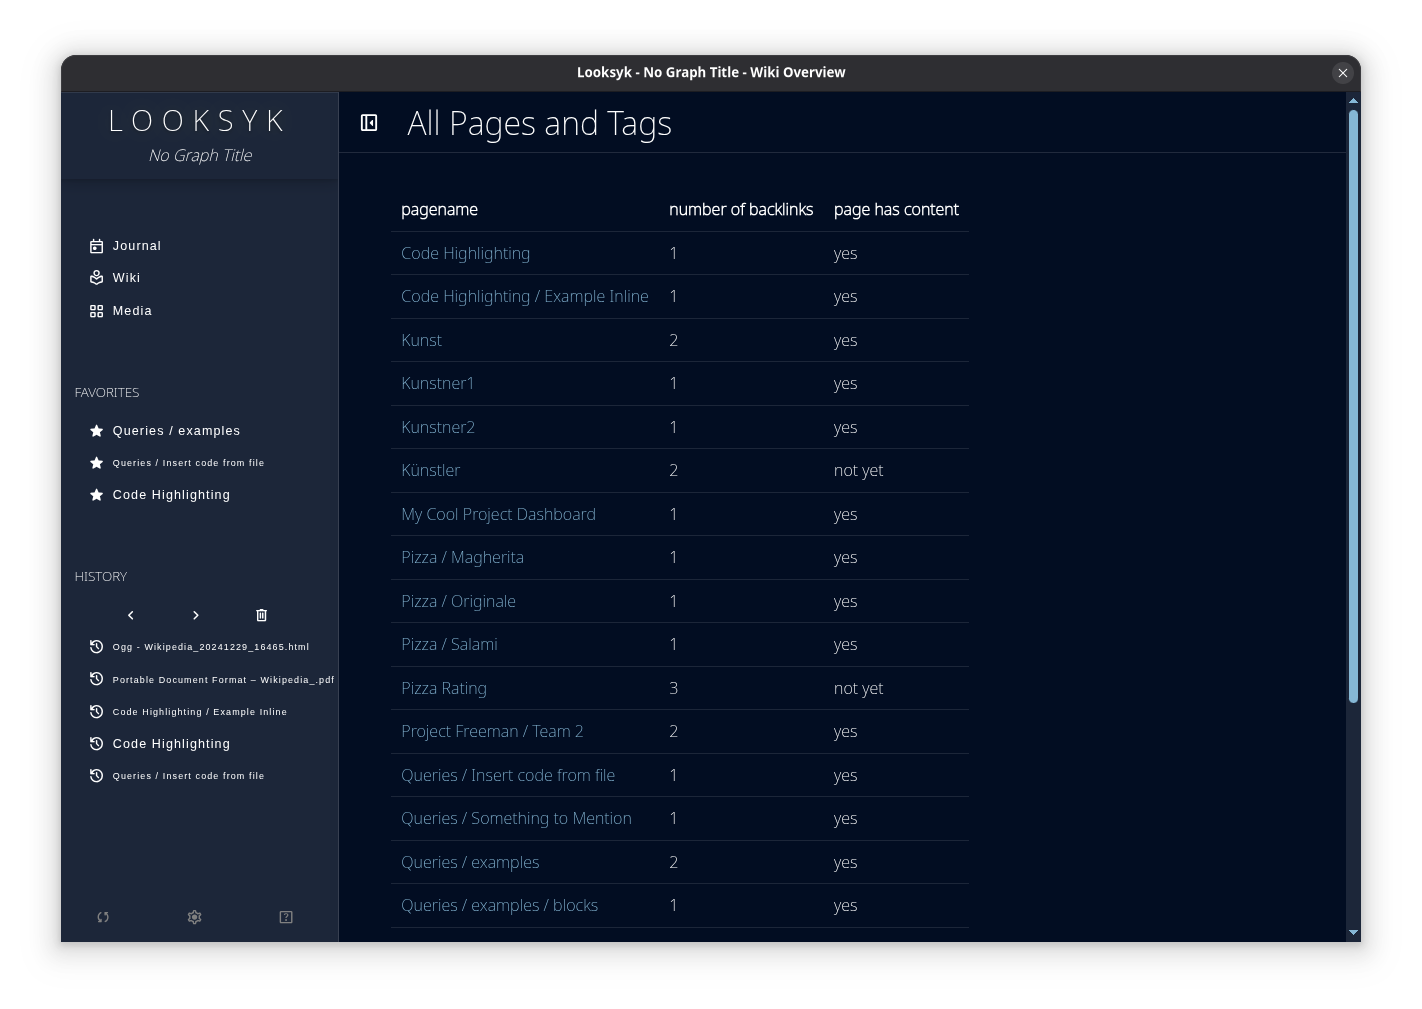 Looksyk - No Graph Title - Wiki Overview
LOOKSYK
No Graph Title
Journal
Wiki
Media
FAVORITES
Queries / examples
Queries / Insert code from file
Code Highlighting
HISTORY
Ogg - Wikipedia_20241229_16465.html
Portable Document Format – Wikipedia_.pdf
Code Highlighting / Example Inline
Code Highlighting
Queries / Insert code from file
All Pages and Tags
pagename number of backlinks page has content
Code Highlighting 1 yes
Code Highlighting / Example Inline 1 yes
Kunst 2 yes
Kunstner1 1 yes
Kunstner2 1 yes
Künstler 2 not yet
My Cool Project Dashboard 1 yes
Pizza / Magherita 1 yes
Pizza / Originale 1 yes
Pizza / Salami 1 yes
Pizza Rating 3 not yet
Project Freeman / Team 2 2 yes
Queries / Insert code from file 1 yes
Queries / Something to Mention 1 yes
Queries / examples 2 yes
Queries / examples / blocks 1 yes